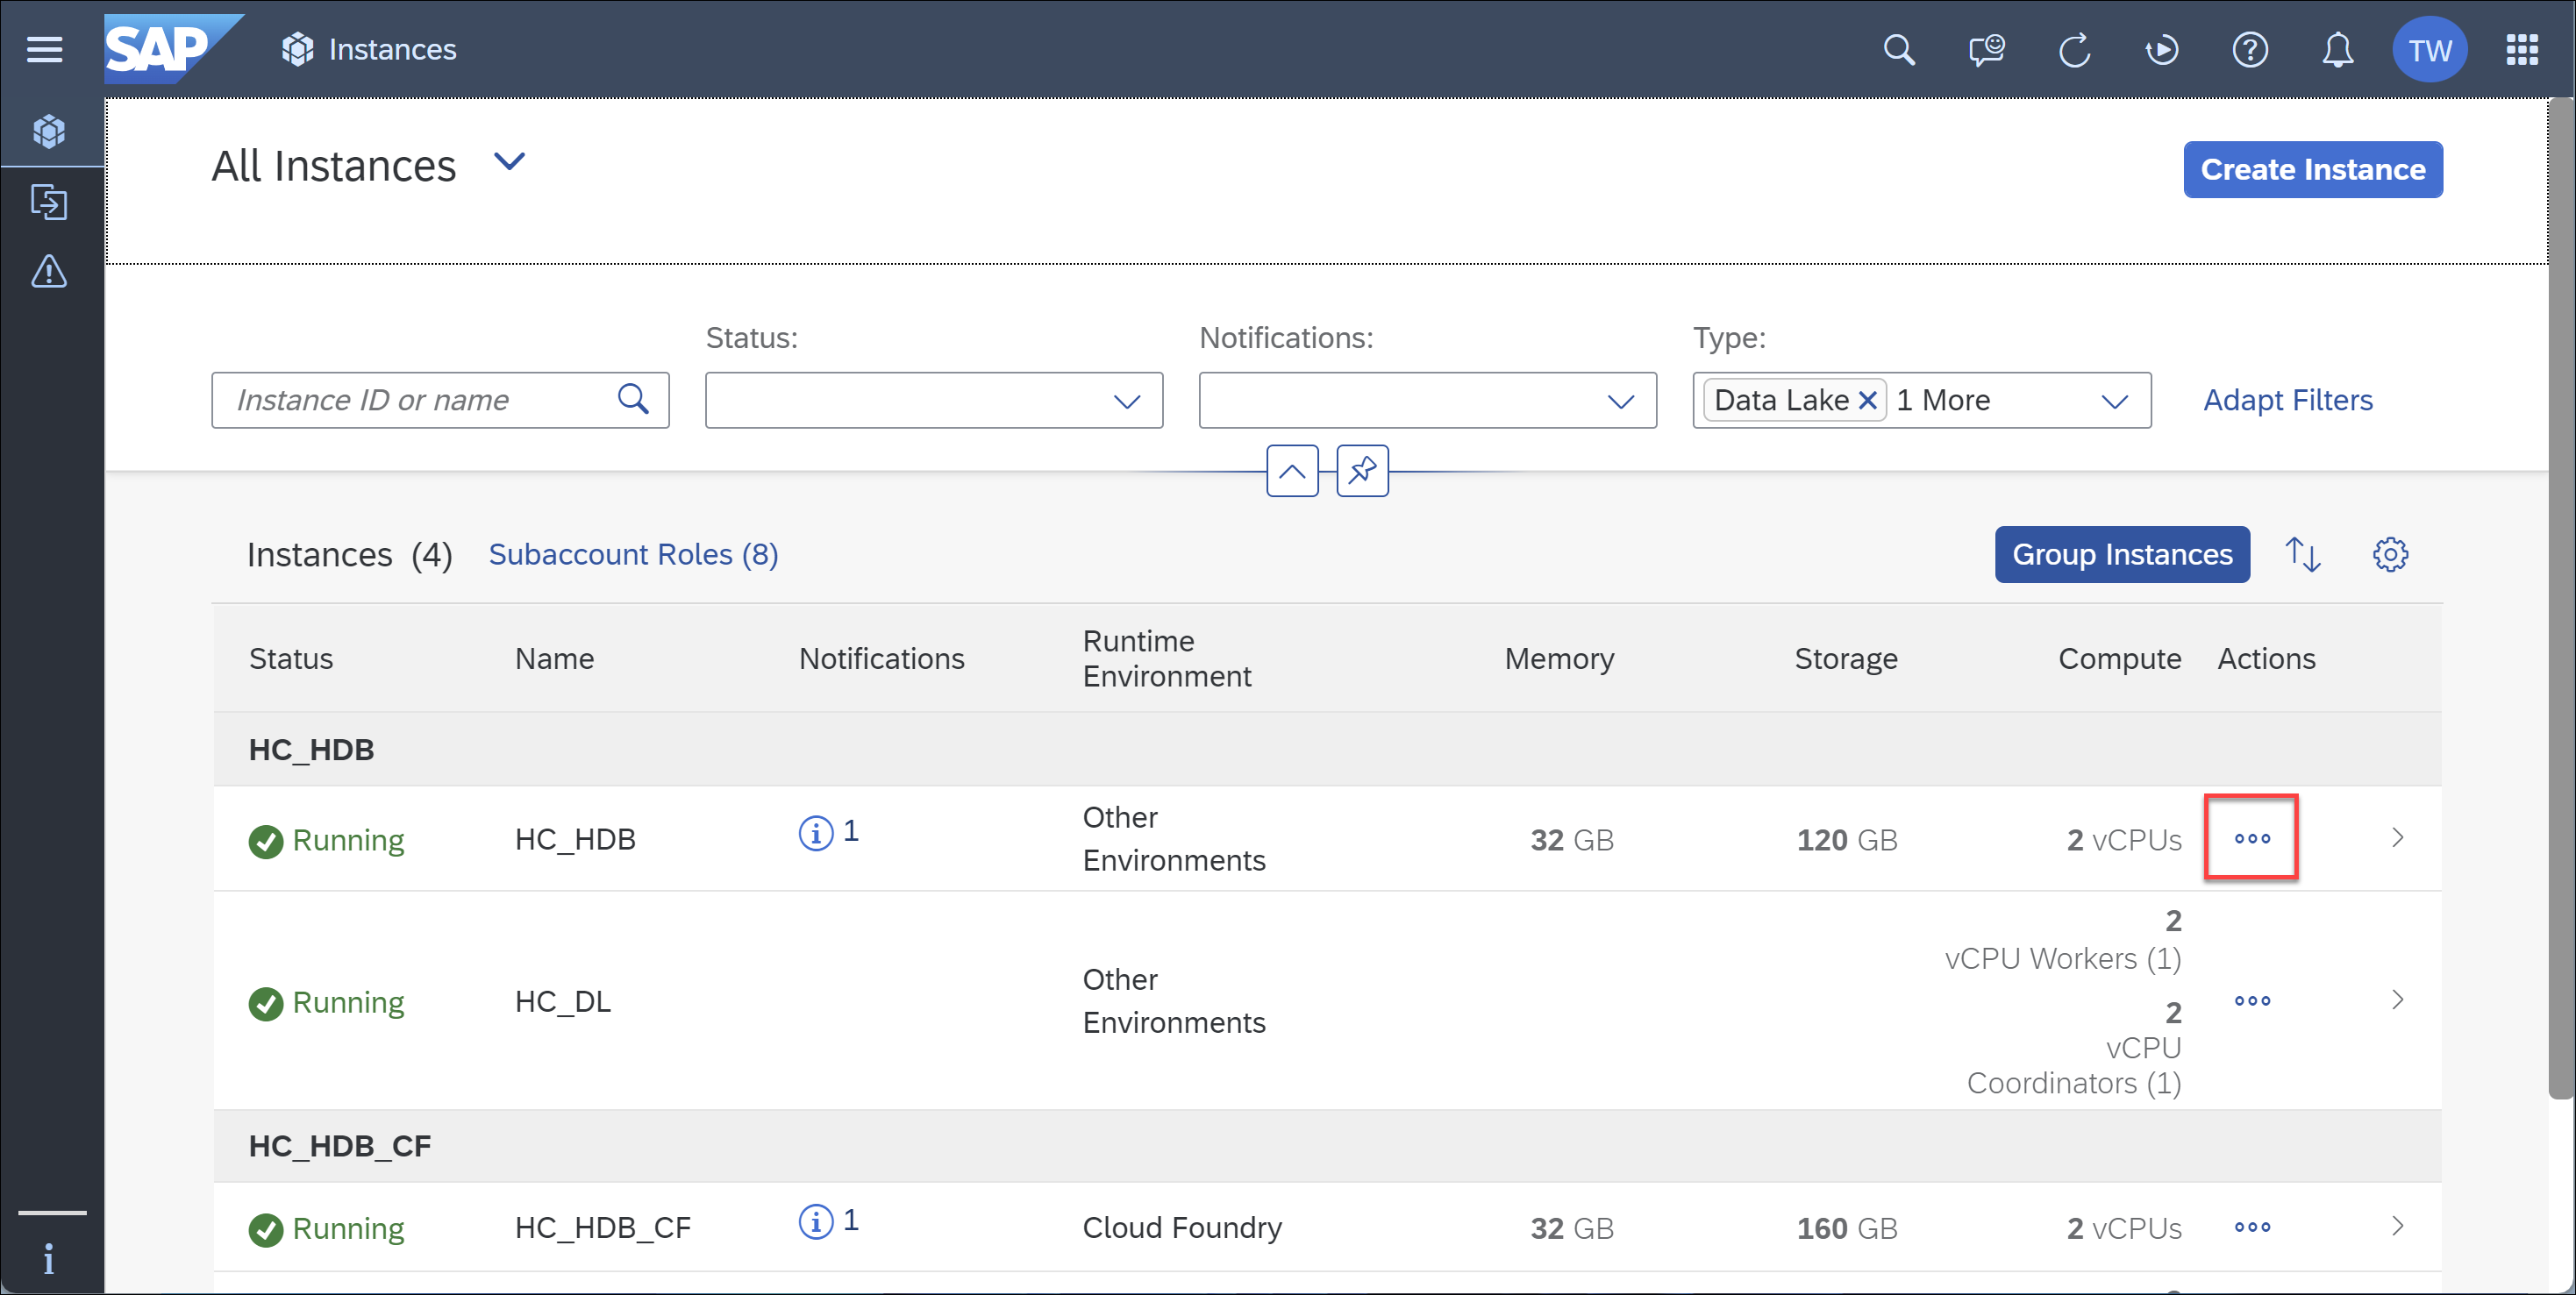 SAP Instances TW
All Instances
Create Instance
Status: Notifications: Type:
Instance ID or name Data Lake 1 More Adapt Filters
Instances (4) Subaccount Roles (8) Group Instances
Status Name Notifications Runtime Environment Memory Storage Compute Actions
HC_HDB
Running HC_HDB 1 Other Environments 32 GB 120 GB 2 vCPUs
Running HC_DL Other Environments 2 vCPU Workers (1) 2 vCPU Coordinators (1)
HC_HDB_CF
Running HC_HDB_CF 1 Cloud Foundry 32 GB 160 GB 2 vCPUs